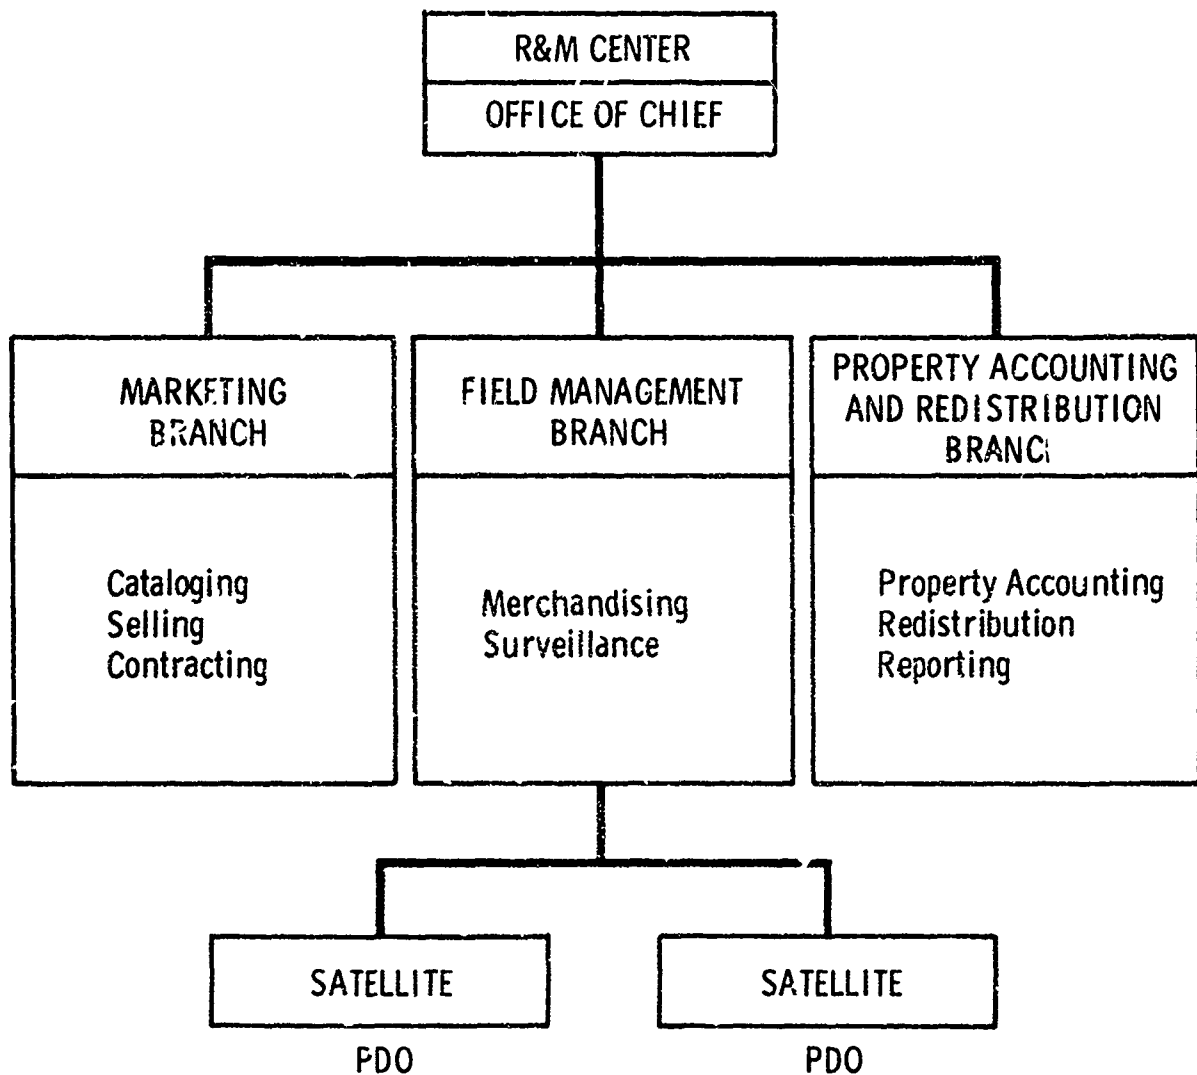 R&M CENTER
OFFICE OF CHIEF
MARKETING
BRANCH
FIELD MANAGEMENT
BRANCH
PROPERTY ACCOUNTING
AND REDISTRIBUTION
BRANCH
Cataloging
Selling
Contracting
Merchandising
Surveillance
Property Accounting
Redistribution
Reporting
SATELLITE
PDO
SATELLITE
PDO